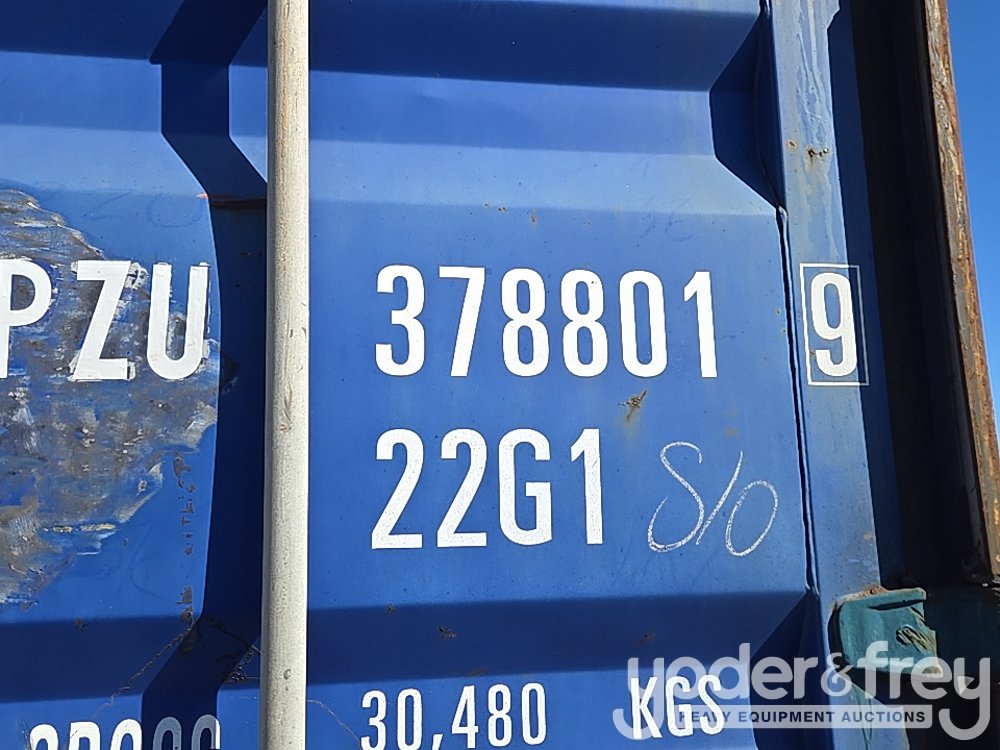 PZU 378801 9
22G1 S/O
30,480 KGS
yoder&frey
HEAVY EQUIPMENT AUCTIONS